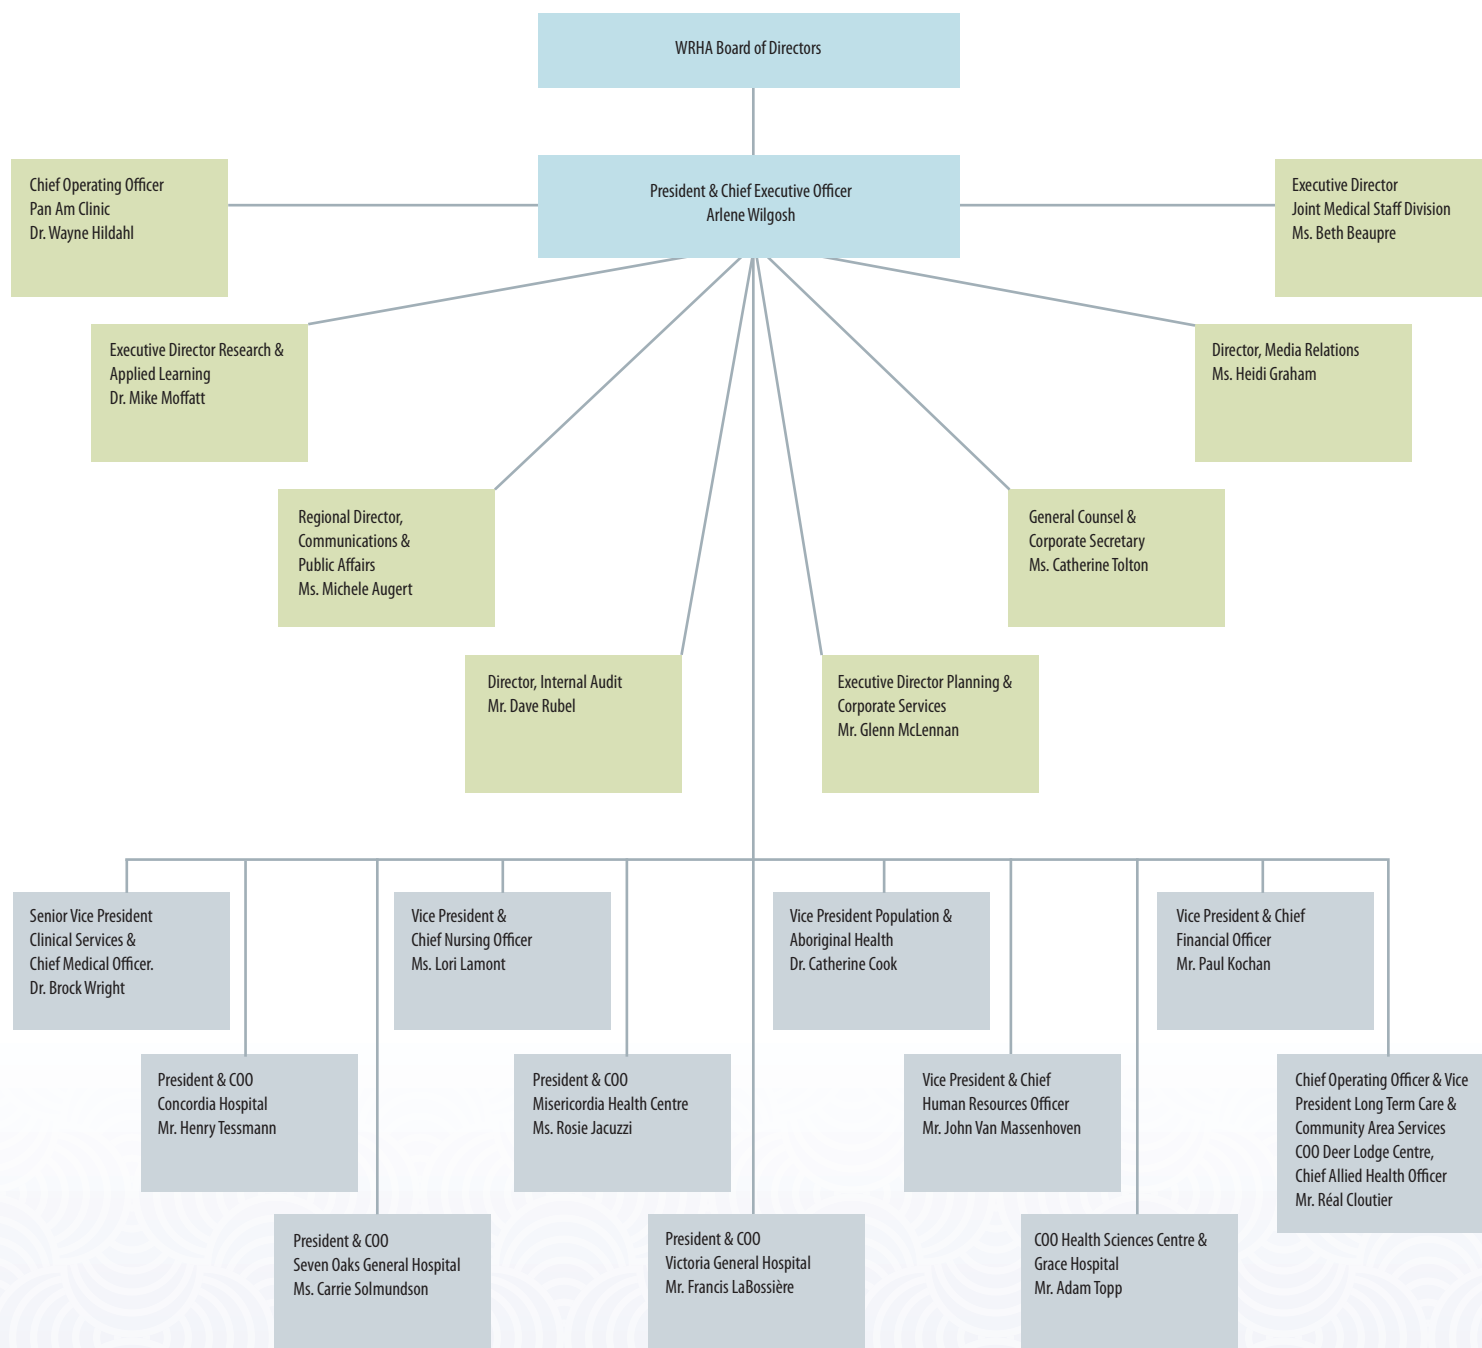 WRHA Board of Directors
President & Chief Executive Officer
Arlene Wilgosh
Chief Operating Officer
Pan Am Clinic
Dr. Wayne Hildahl
Executive Director
Joint Medical Staff Division
Ms. Beth Beaupre
Executive Director Research &
Applied Learning
Dr. Mike Moffatt
Director, Media Relations
Ms. Heidi Graham
Regional Director,
Communications &
Public Affairs
Ms. Michele Augert
General Counsel &
Corporate Secretary
Ms. Catherine Tolton
Director, Internal Audit
Mr. Dave Rubel
Executive Director Planning &
Corporate Services
Mr. Glenn McLennan
Senior Vice President
Clinical Services &
Chief Medical Officer.
Dr. Brock Wright
Vice President &
Chief Nursing Officer
Ms. Lori Lamont
Vice President Population &
Aboriginal Health
Dr. Catherine Cook
Vice President & Chief
Financial Officer
Mr. Paul Kochan
President & COO
Concordia Hospital
Mr. Henry Tessmann
President & COO
Misericordia Health Centre
Ms. Rosie Jacuzzi
Vice President & Chief
Human Resources Officer
Mr. John Van Massenhoven
Chief Operating Officer & Vice
President Long Term Care &
Community Area Services
COO Deer Lodge Centre,
Chief Allied Health Officer
Mr. Réal Cloutier
President & COO
Seven Oaks General Hospital
Ms. Carrie Solmundson
President & COO
Victoria General Hospital
Mr. Francis LaBossière
COO Health Sciences Centre &
Grace Hospital
Mr. Adam Topp